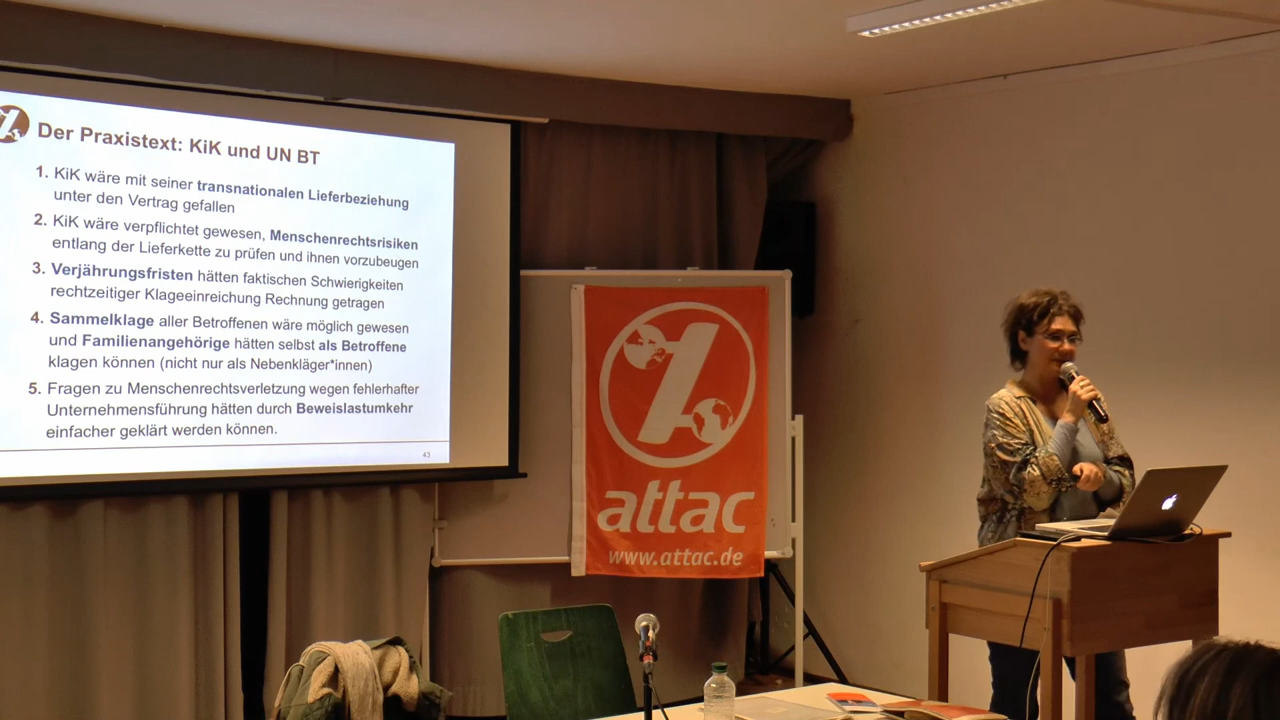 Der Praxistext: KiK und UN BT
1. KiK wäre mit seiner transnationalen Lieferbeziehung
unter den Vertrag gefallen
2. KiK wäre verpflichtet gewesen, Menschenrechtsrisiken
entlang der Lieferkette zu prüfen und ihnen vorzubeugen
3. Verjährungsfristen hätten faktischen Schwierigkeiten
rechtzeitiger Klageeinreichung Rechnung getragen
4. Sammelklage aller Betroffenen wäre möglich gewesen
und Familienangehörige hätten selbst als Betroffene
klagen können (nicht nur als Nebenkläger*innen)
5. Fragen zu Menschenrechtsverletzung wegen fehlerhafter
Unternehmensführung hätten durch Beweislastumkehr
einfacher geklärt werden können.
43
attac
www.attac.de